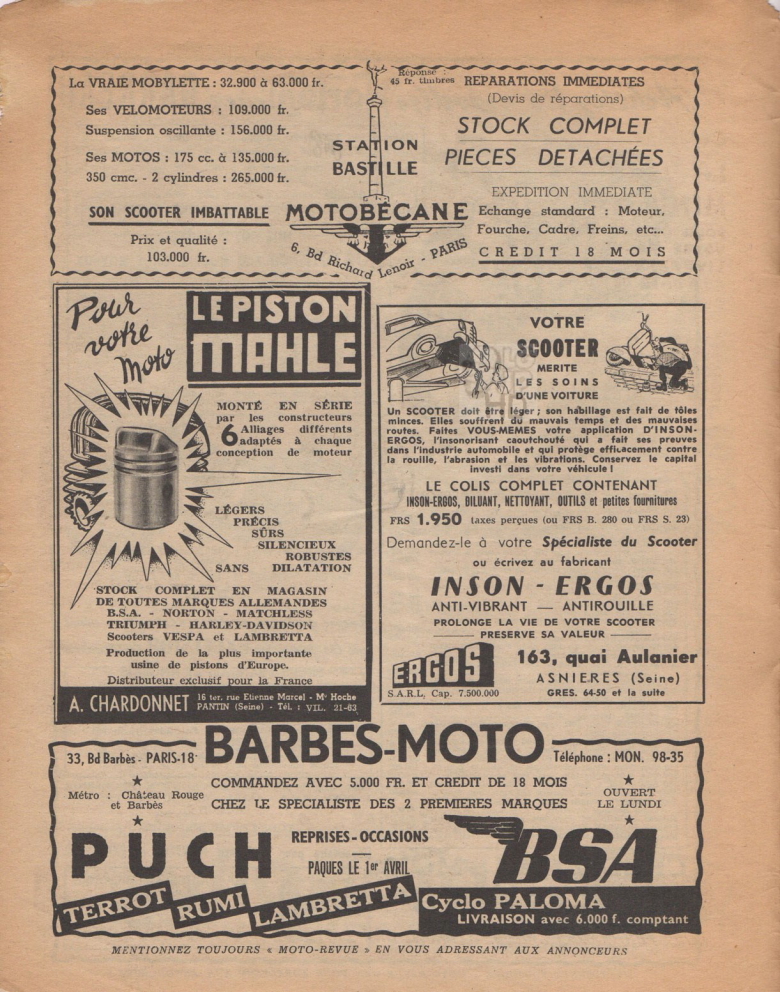 La VRAIE MOBYLETTE : 32.900 à 63.000 fr.
Ses VELOMOTEURS : 109.000 fr.
Suspension oscillante : 156.000 fr.
Ses MOTOS : 175 cc. à 135.000 fr.
350 cmc. - 2 cylindres : 265.000 fr.
SON SCOOTER IMBATTABLE
Prix et qualité :
103.000 fr.
Réponse :
45 fr. timbres
STATION
BASTILLE
MOTOBÉCANE
6, Bd Richard Lenoir - PARIS
REPARATIONS IMMEDIATES
(Devis de réparations)
STOCK COMPLET
PIECES DETACHÉES
EXPEDITION IMMEDIATE
Echange standard : Moteur,
Fourche, Cadre, Freins, etc...
CREDIT 18 MOIS
Pour
votre
Moto
LE PISTON
MAHLE
MONTÉ EN SÉRIE
par les constructeurs
6 Alliages différents
adaptés à chaque
conception de moteur
LÉGERS
PRÉCIS
SÛRS
SILENCIEUX
ROBUSTES
SANS DILATATION
STOCK COMPLET EN MAGASIN
DE TOUTES MARQUES ALLEMANDES
B.S.A. - NORTON - MATCHLESS
TRIUMPH - HARLEY-DAVIDSON
Scooters VESPA et LAMBRETTA
Production de la plus importante
usine de pistons d'Europe.
Distributeur exclusif pour la France
A. CHARDONNET 16 ter, rue Etienne Marcel - Mº Hoche
PANTIN (Seine) - Tél. : VIL. 21-63
VOTRE
SCOOTER
MERITE
LES SOINS
D'UNE VOITURE
Un SCOOTER doit être léger ; son habillage est fait de tôles
minces. Elles souffrent du mauvais temps et des mauvaises
routes. Faites VOUS-MEMES votre application D'INSON-
ERGOS, l'insonorisant caoutchouté qui a fait ses preuves
dans l'industrie automobile et qui protège efficacement contre
la rouille, l'abrasion et les vibrations. Conservez le capital
investi dans votre véhicule !
LE COLIS COMPLET CONTENANT
INSON-ERGOS, DILUANT, NETTOYANT, OUTILS et petites fournitures
FRS 1.950 taxes perçues (ou FRS B. 280 ou FRS S. 23)
Demandez-le à votre Spécialiste du Scooter
ou écrivez au fabricant
INSON - ERGOS
ANTI-VIBRANT — ANTIROUILLE
PROLONGE LA VIE DE VOTRE SCOOTER
PRESERVE SA VALEUR
ERGOS
S.A.R.L. Cap. 7.500.000
163, quai Aulanier
ASNIERES (Seine)
GRES. 64-50 et la suite
33, Bd Barbès - PARIS-18e
BARBÈS-MOTO
Téléphone : MON. 98-35
Métro : Château Rouge
et Barbès
COMMANDEZ AVEC 5.000 FR. ET CREDIT DE 18 MOIS
CHEZ LE SPECIALISTE DES 2 PREMIERES MARQUES
OUVERT
LE LUNDI
PUCH
REPRISES-OCCASIONS
PAQUES LE 1er AVRIL
BSA
TERROT
RUMI
LAMBRETTA
Cyclo PALOMA
LIVRAISON avec 6.000 f. comptant
MENTIONNEZ TOUJOURS « MOTO-REVUE » EN VOUS ADRESSANT AUX ANNONCEURS